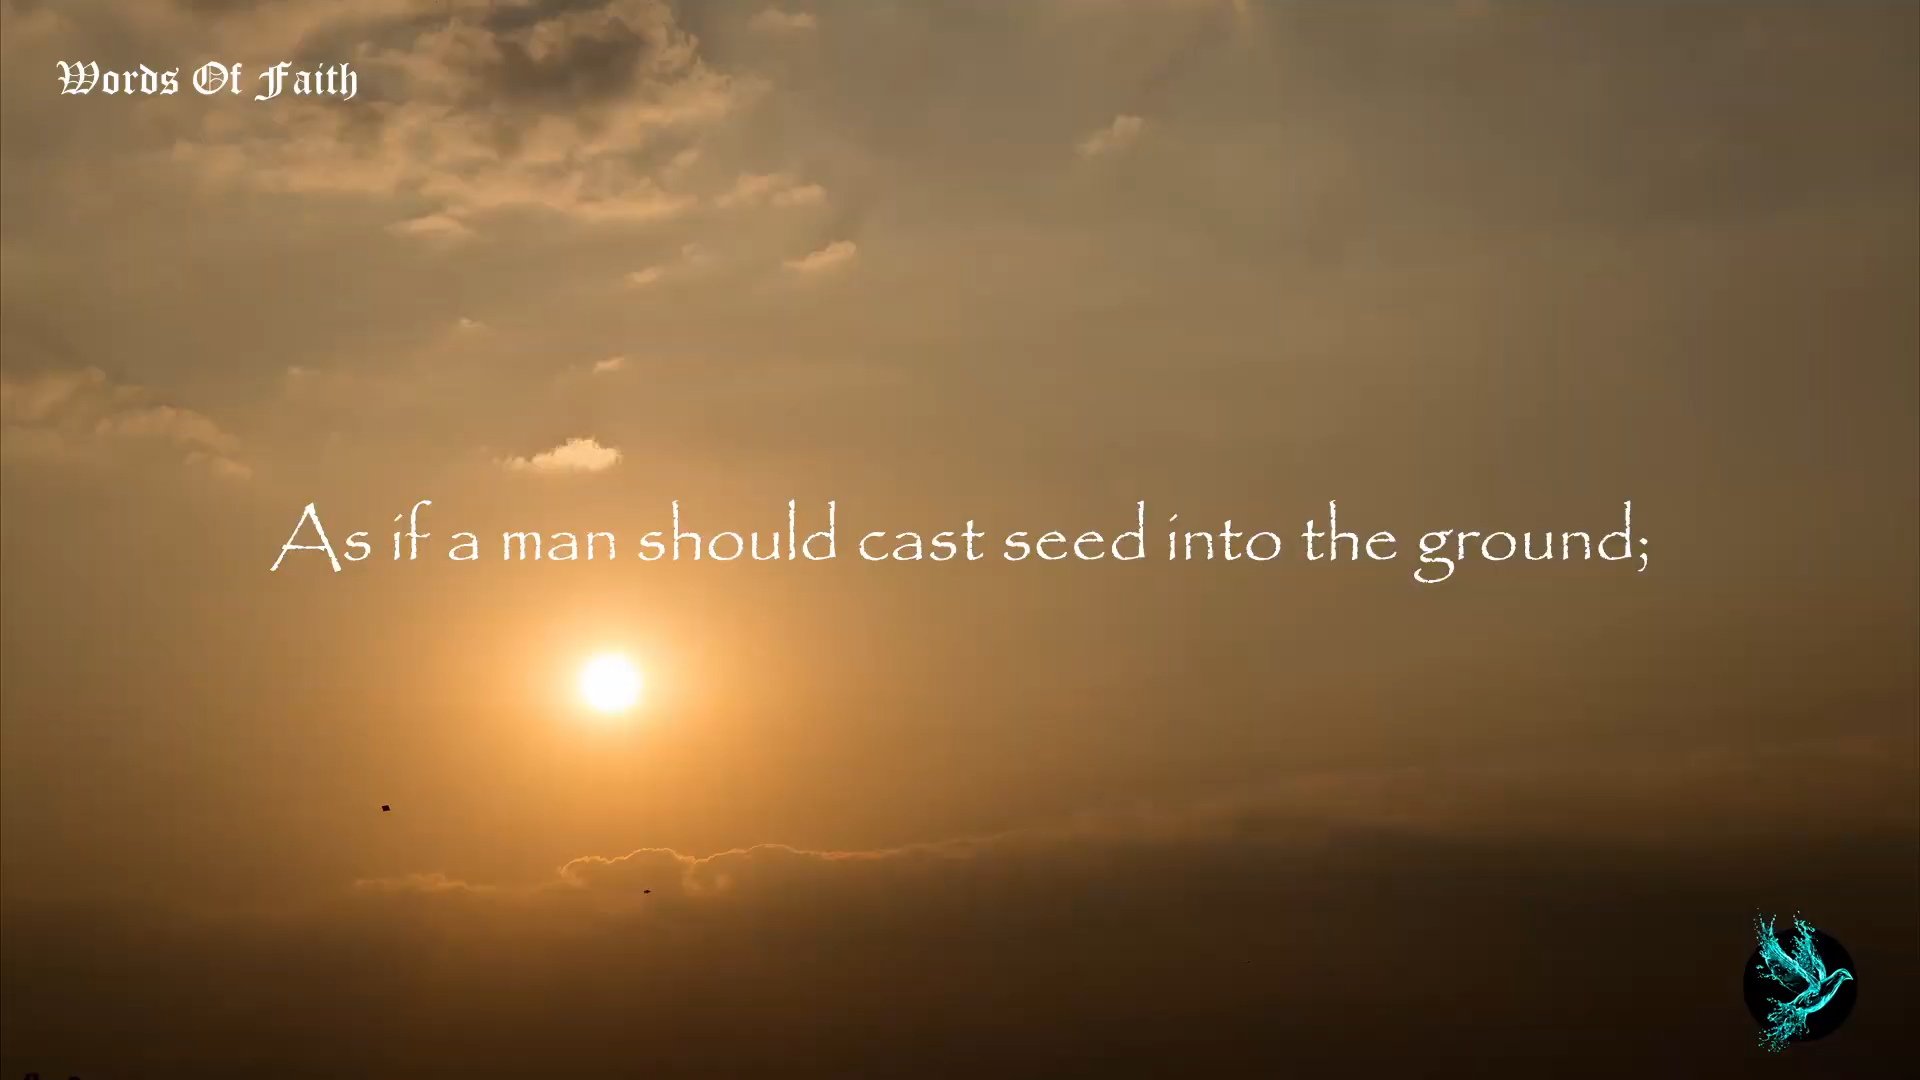 Words Of Faith
As if a man should cast seed into the ground;